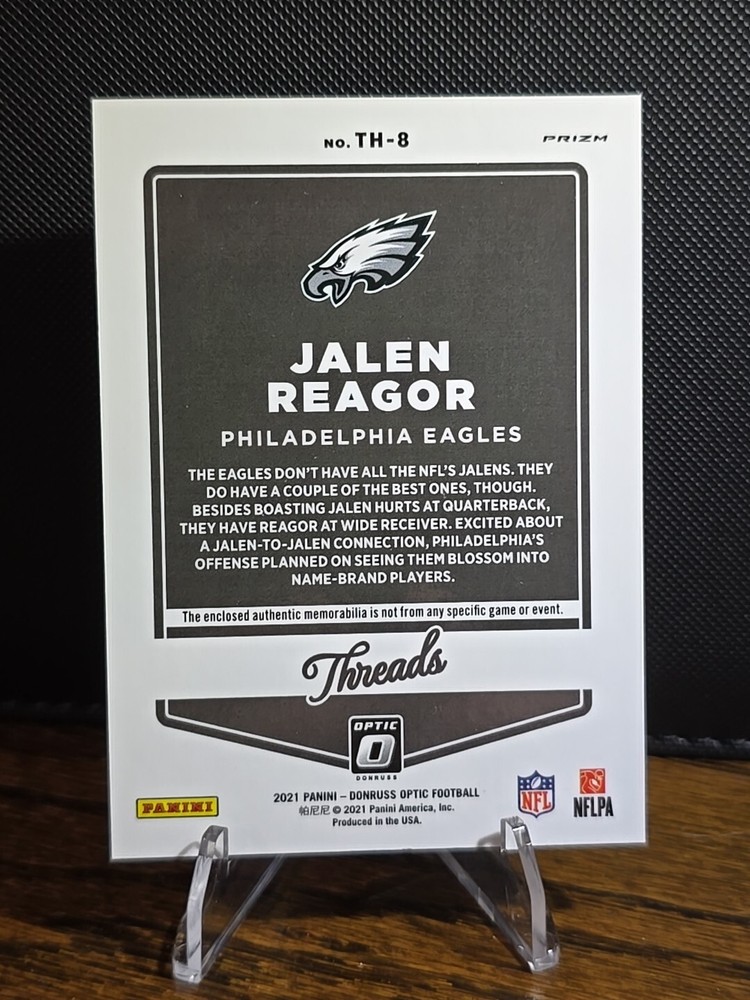 NO. TH-8
PRIZM
JALEN
REAGOR
PHILADELPHIA EAGLES
THE EAGLES DON'T HAVE ALL THE NFL'S JALENS. THEY
DO HAVE A COUPLE OF THE BEST ONES, THOUGH.
BESIDES BOASTING JALEN HURTS AT QUARTERBACK,
THEY HAVE REAGOR AT WIDE RECEIVER. EXCITED ABOUT
A JALEN-TO-JALEN CONNECTION, PHILADELPHIA'S
OFFENSE PLANNED ON SEEING THEM BLOSSOM INTO
NAME-BRAND PLAYERS.
The enclosed authentic memorabilia is not from any specific game or event.
Threads
OPTIC
O
DONRUSS
PANINI
2021 PANINI – DONRUSS OPTIC FOOTBALL
帕尼尼 © 2021 Panini America, Inc.
Produced in the USA.
NFL
NFLPA